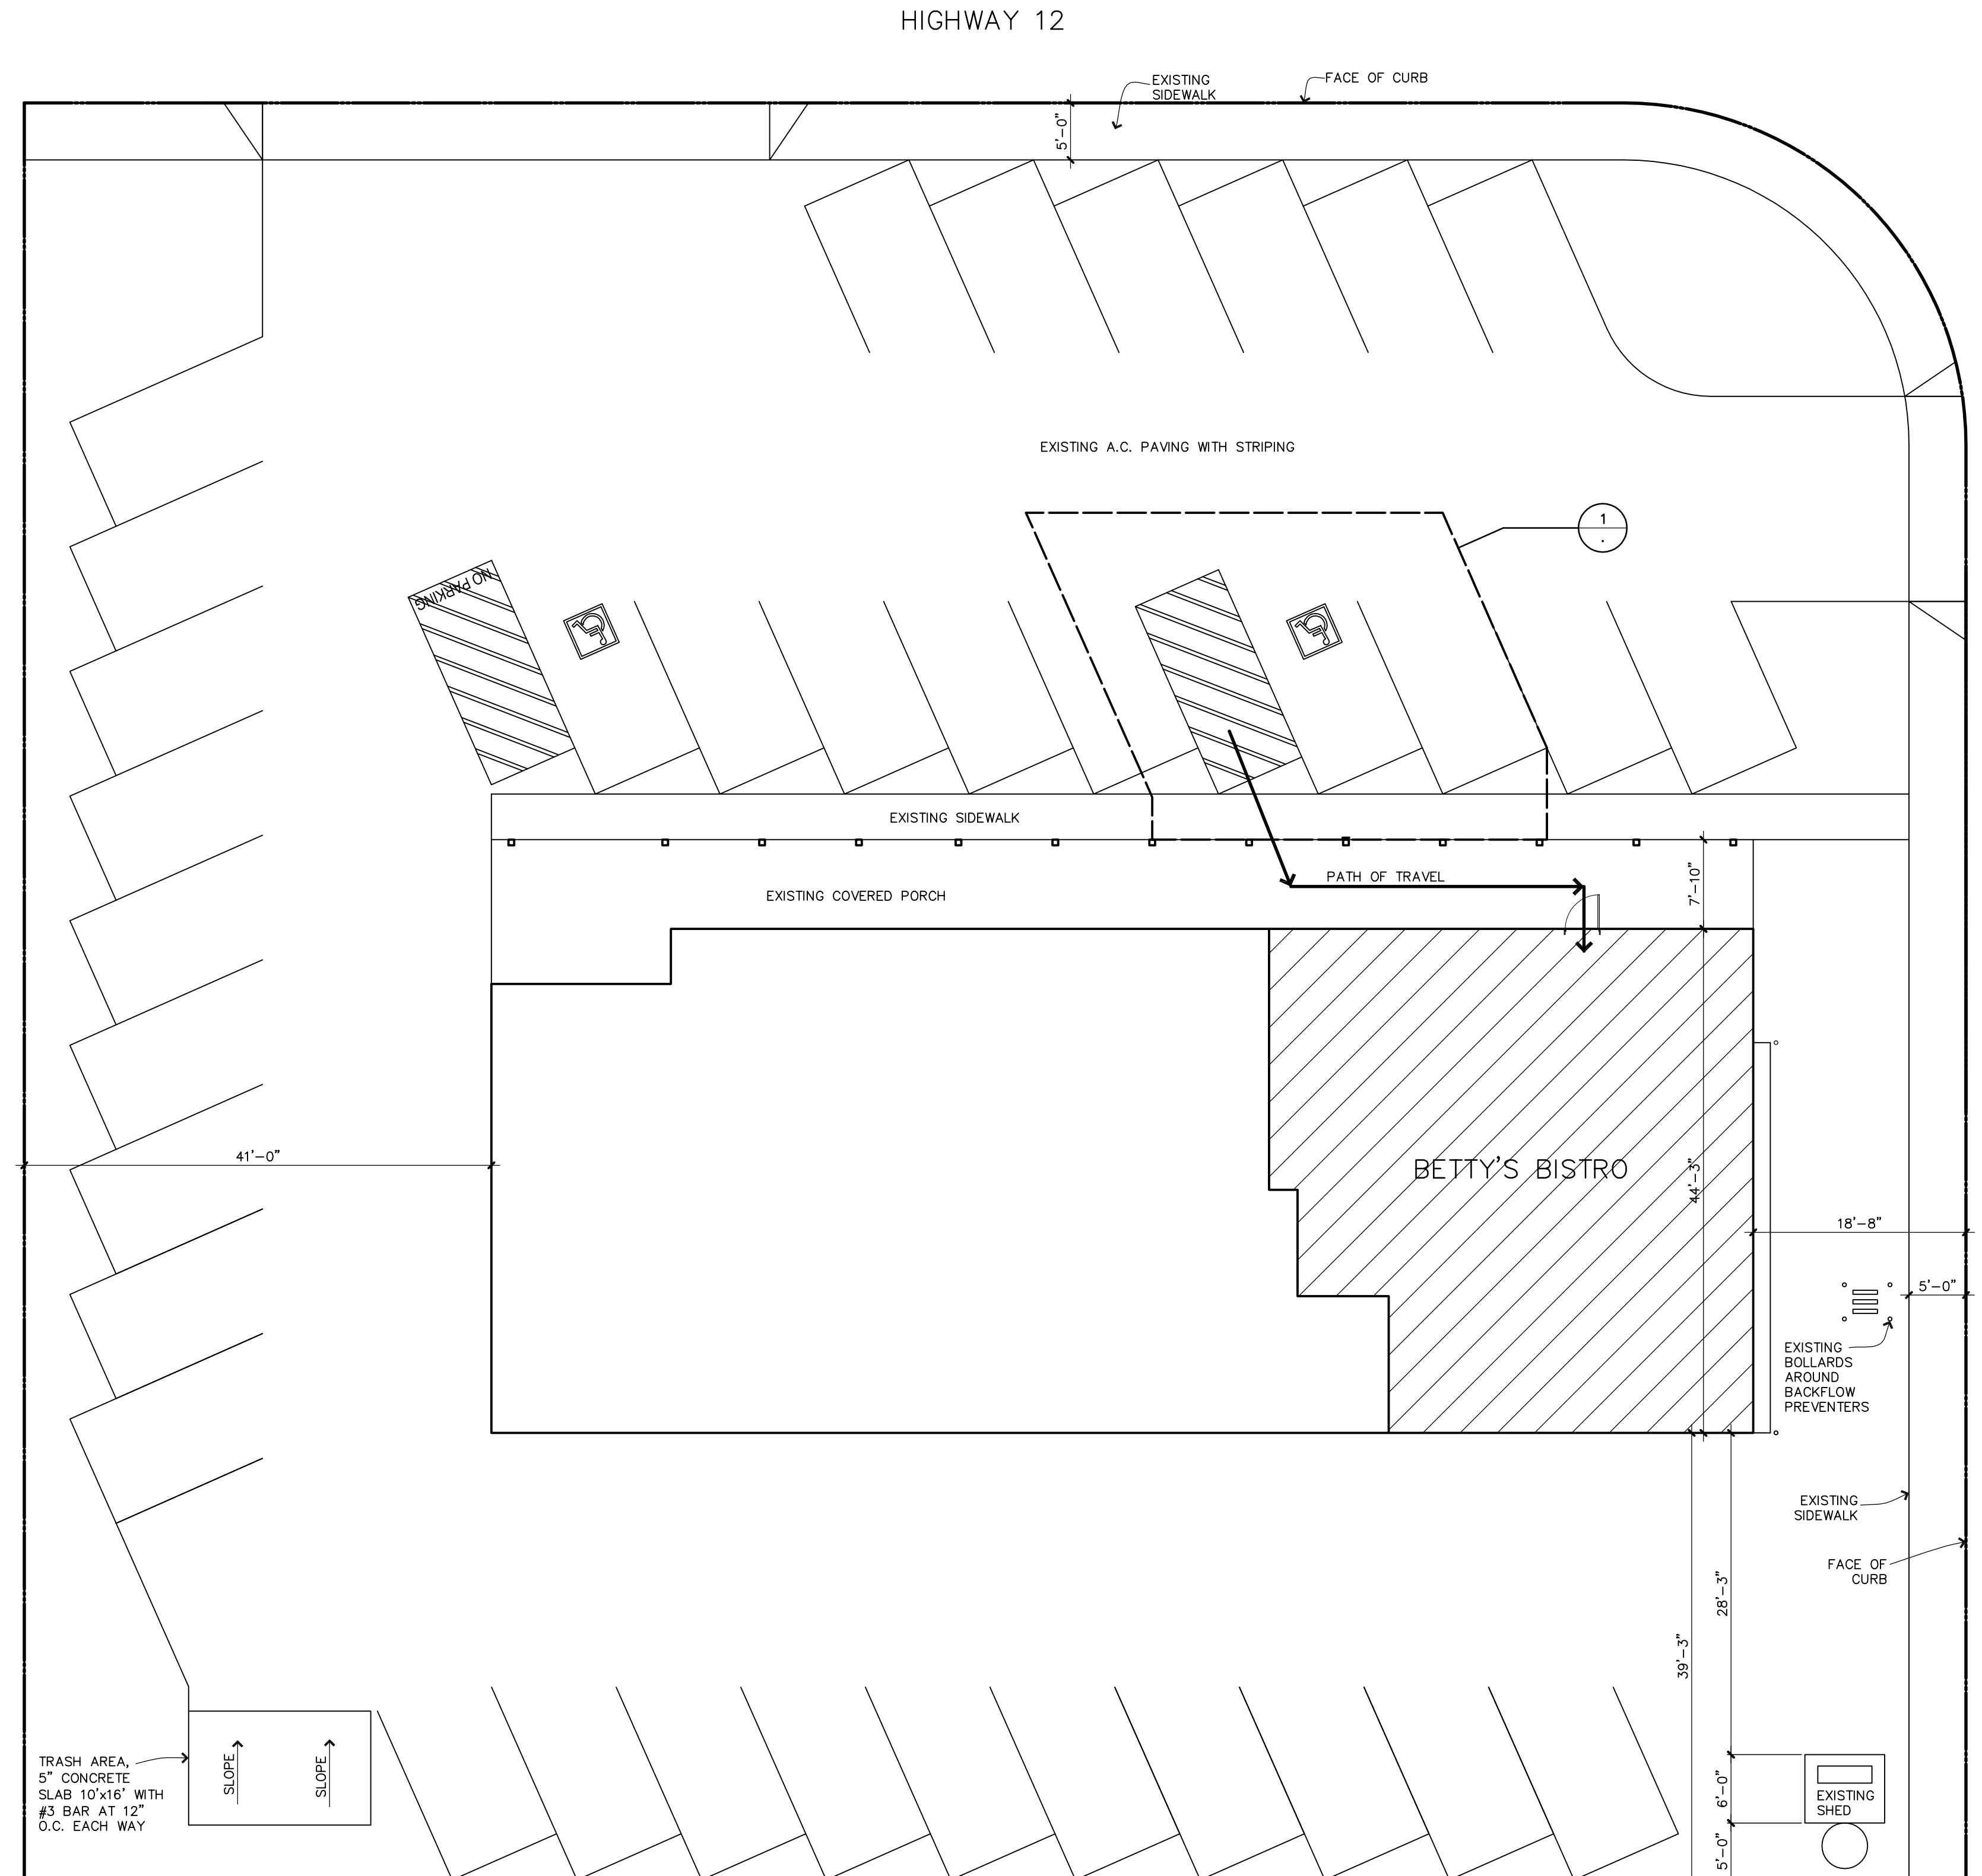 HIGHWAY 12
EXISTING
SIDEWALK
FACE OF CURB
5'-0"
EXISTING A.C. PAVING WITH STRIPING
1
.
NO PARKING
EXISTING SIDEWALK
PATH OF TRAVEL
7'-10"
EXISTING COVERED PORCH
41'-0"
BETTY'S BISTRO
44'-3"
18'-8"
5'-0"
EXISTING
BOLLARDS
AROUND
BACKFLOW
PREVENTERS
EXISTING
SIDEWALK
FACE OF
CURB
28'-3"
39'-3"
TRASH AREA,
5" CONCRETE
SLAB 10'x16' WITH
#3 BAR AT 12"
O.C. EACH WAY
SLOPE
SLOPE
6'-0"
EXISTING
SHED
5'-0"